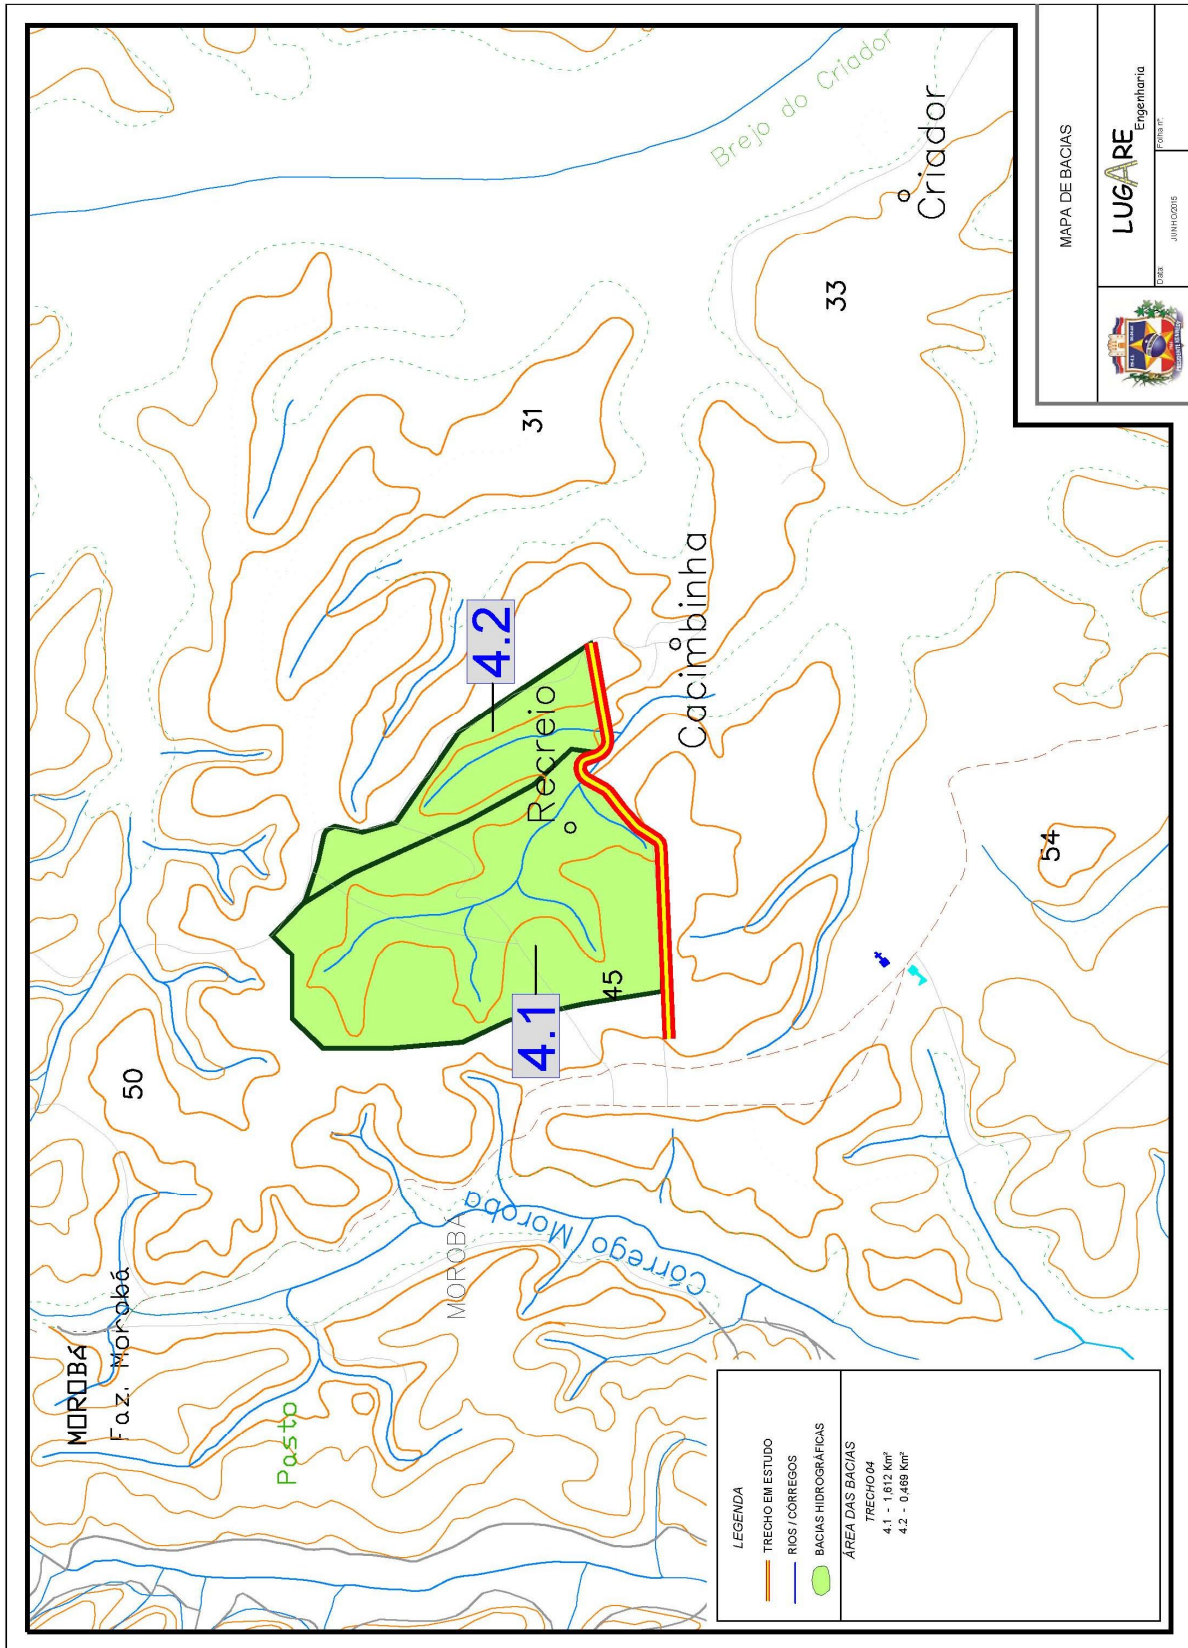 MOROBÁ
Faz. Morobá
Pasto
50
MOROBÁ
Córrego Moroba
4.1
45
4.2
Recreio
Cacimbinha
31
33
54
Brejo do Criador
Criador
LEGENDA
TRECHO EM ESTUDO
RIOS / CÓRREGOS
BACIAS HIDROGRÁFICAS
ÁREA DAS BACIAS
TRECHO 04
4.1 - 1,612 Km²
4.2 - 0,469 Km²
MAPA DE BACIAS
LUGARE
Engenharia
Data:
JUNHO/2015
Folha nº: